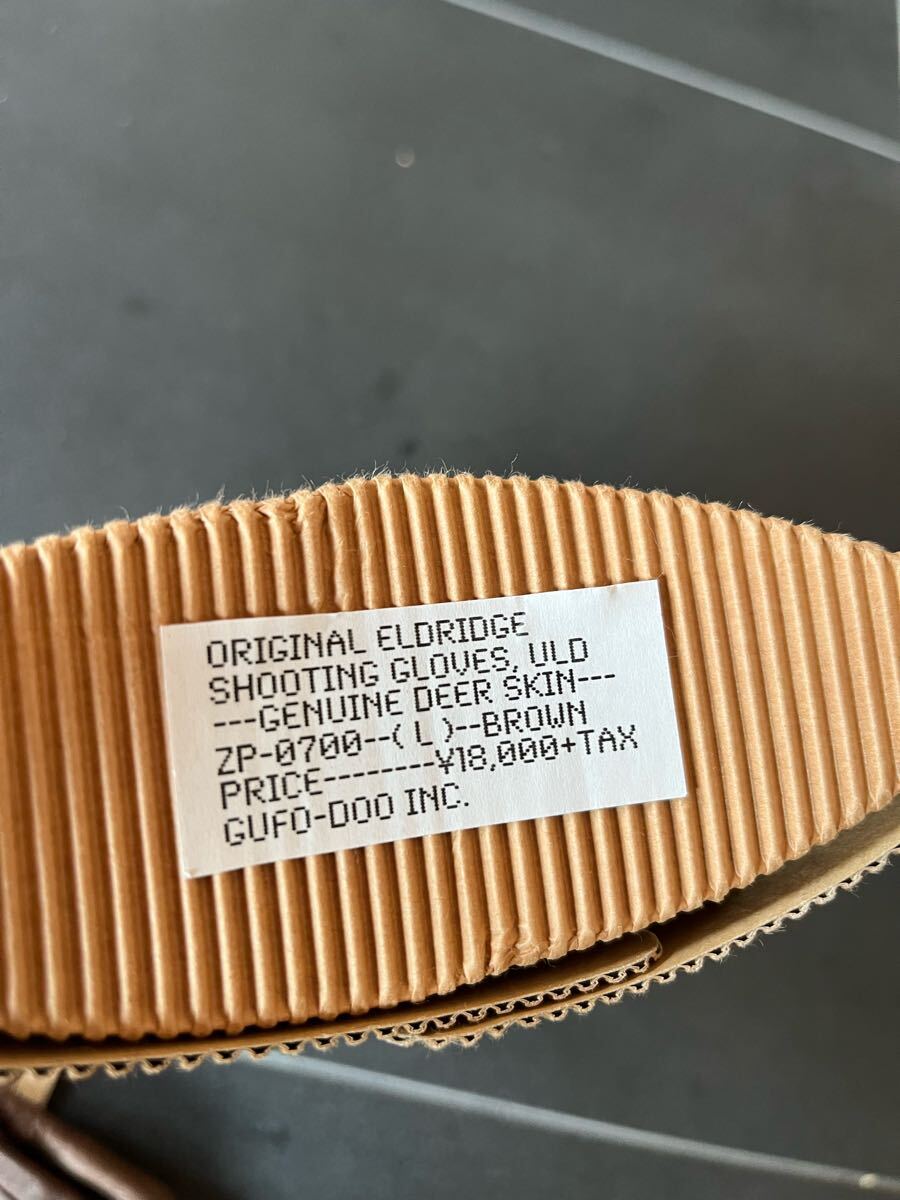 ORIGINAL ELDRIDGE
SHOOTING GLOVES, ULD
---GENUINE DEER SKIN---
ZP-0700--(L)--BROWN
PRICE--------¥18,000+TAX
GUFO-DOO INC.